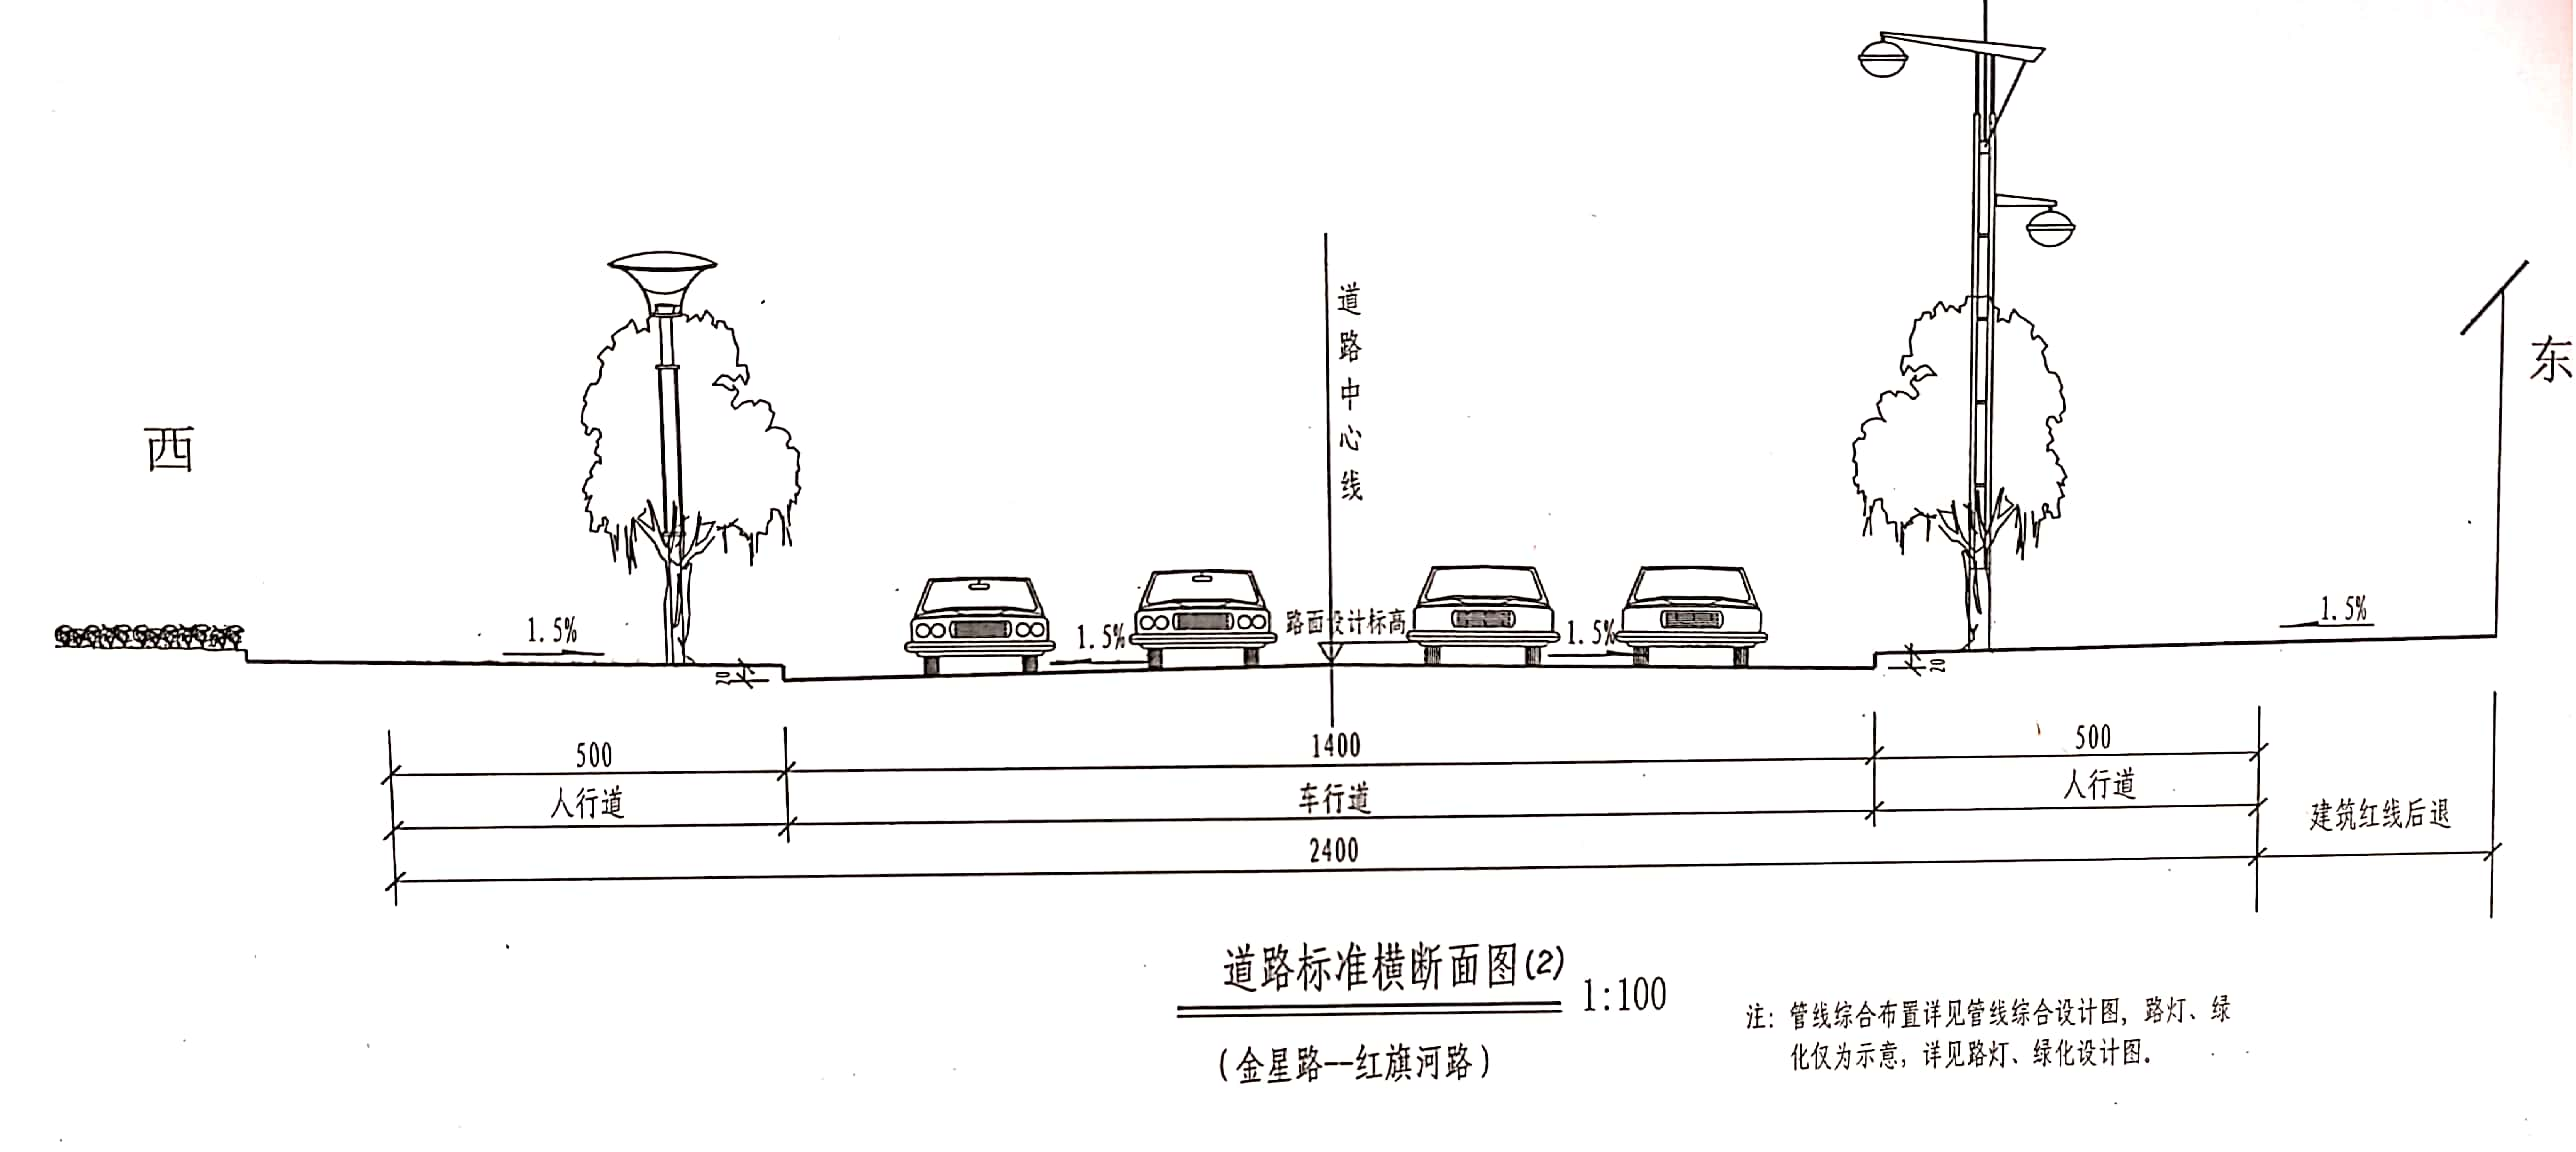 道路中心线
东
西
1.5%
1.5%
路面设计标高
1.5%
1.5%
20
20
500
1400
500
人行道
车行道
人行道
建筑红线后退
2400
道路标准横断面图(2)
1:100
(金星路--红旗河路)
注: 管线综合布置详见管线综合设计图, 路灯、绿
化仅为示意, 详见路灯、绿化设计图.